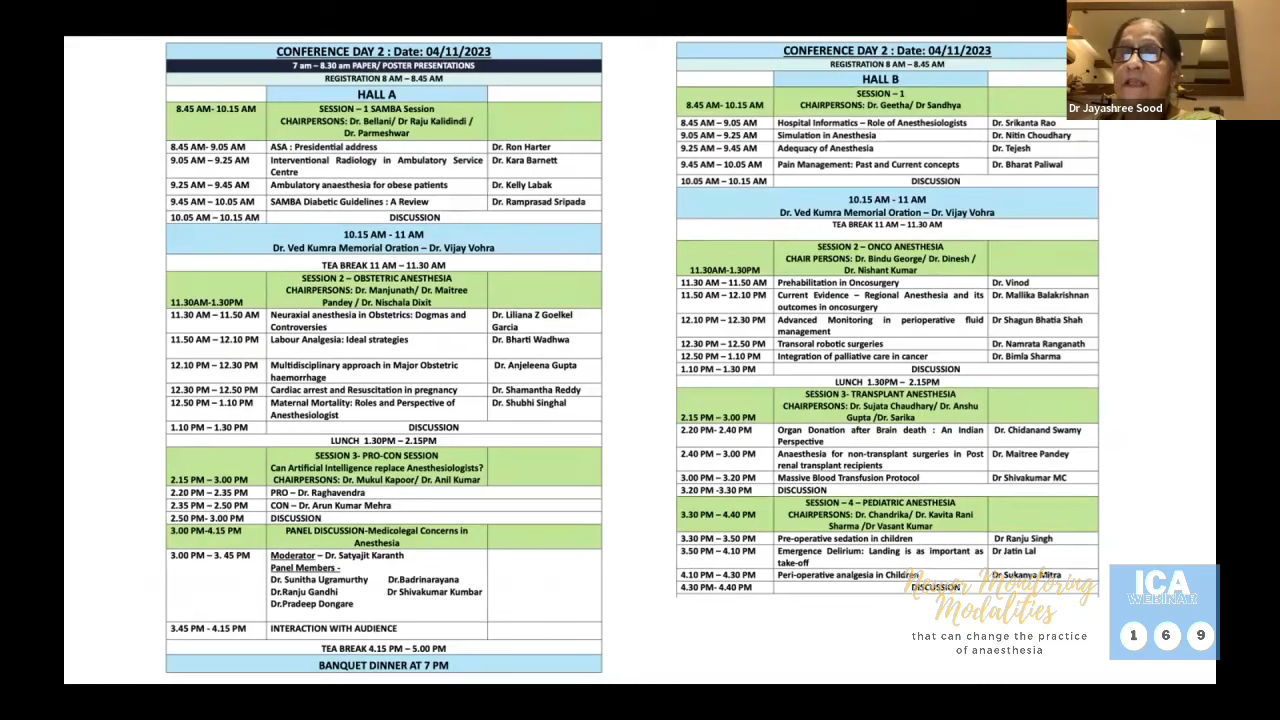 CONFERENCE DAY 2 : Date: 04/11/2023
7 am – 8.30 am PAPER/ POSTER PRESENTATIONS
REGISTRATION 8 AM – 8.45 AM
HALL A
8.45 AM- 10.15 AM SESSION – 1 SAMBA Session
CHAIRPERSONS: Dr. Bellani/ Dr Raju Kalidindi /
Dr. Parmeshwar
8.45 AM- 9.05 AM ASA : Presidential address Dr. Ron Harter
9.05 AM – 9.25 AM Interventional Radiology in Ambulatory Service Dr. Kara Barnett
Centre
9.25 AM – 9.45 AM Ambulatory anaesthesia for obese patients Dr. Kelly Labak
9.45 AM – 10.05 AM SAMBA Diabetic Guidelines : A Review Dr. Ramprasad Sripada
10.05 AM – 10.15 AM DISCUSSION
10.15 AM - 11 AM
Dr. Ved Kumra Memorial Oration – Dr. Vijay Vohra
TEA BREAK 11 AM – 11.30 AM
SESSION 2 – OBSTETRIC ANESTHESIA
CHAIRPERSONS: Dr. Manjunath/ Dr. Maitree
11.30AM-1.30PM Pandey / Dr. Nischala Dixit
11.30 AM – 11.50 AM Neuraxial anesthesia in Obstetrics: Dogmas and Dr. Liliana Z Goelkel
Controversies Garcia
11.50 AM – 12.10 PM Labour Analgesia: Ideal strategies Dr. Bharti Wadhwa
12.10 PM – 12.30 PM Multidisciplinary approach in Major Obstetric Dr. Anjeleena Gupta
haemorrhage
12.30 PM – 12.50 PM Cardiac arrest and Resuscitation in pregnancy Dr. Shamantha Reddy
12.50 PM – 1.10 PM Maternal Mortality: Roles and Perspective of Dr. Shubhi Singhal
Anesthesiologist
1.10 PM – 1.30 PM DISCUSSION
LUNCH 1.30PM – 2.15PM
SESSION 3- PRO-CON SESSION
Can Artificial Intelligence replace Anesthesiologists?
2.15 PM – 3.00 PM CHAIRPERSONS: Dr. Mukul Kapoor/ Dr. Anil Kumar
2.20 PM – 2.35 PM PRO – Dr. Raghavendra
2.35 PM – 2.50 PM CON – Dr. Arun Kumar Mehra
2.50 PM- 3.00 PM DISCUSSION
3.00 PM-4.15 PM PANEL DISCUSSION-Medicolegal Concerns in
Anesthesia
3.00 PM – 3. 45 PM Moderator – Dr. Satyajit Karanth
Panel Members -
Dr. Sunitha Ugramurthy Dr.Badrinarayana
Dr.Ranju Gandhi Dr Shivakumar Kumbar
Dr.Pradeep Dongare
3.45 PM - 4.15 PM INTERACTION WITH AUDIENCE
TEA BREAK 4.15 PM – 5.00 PM
BANQUET DINNER AT 7 PM
CONFERENCE DAY 2 : Date: 04/11/2023
REGISTRATION 8 AM – 8.45 AM
HALL B
SESSION – 1
8.45 AM- 10.15 AM CHAIRPERSONS: Dr. Geetha/ Dr Sandhya
8.45 AM – 9.05 AM Hospital Informatics – Role of Anesthesiologists Dr. Srikanta Rao
9.05 AM – 9.25 AM Simulation in Anesthesia Dr. Nitin Choudhary
9.25 AM – 9.45 AM Adequacy of Anesthesia Dr. Tejesh
9.45 AM – 10.05 AM Pain Management: Past and Current concepts Dr. Bharat Paliwal
10.05 AM – 10.15 AM DISCUSSION
10.15 AM - 11 AM
Dr. Ved Kumra Memorial Oration – Dr. Vijay Vohra
TEA BREAK 11 AM – 11.30 AM
SESSION 2 – ONCO ANESTHESIA
CHAIR PERSONS: Dr. Bindu George/ Dr. Dinesh /
11.30AM-1.30PM Dr. Nishant Kumar
11.30 AM – 11.50 AM Prehabilitation in Oncosurgery Dr. Vinod
11.50 AM – 12.10 PM Current Evidence – Regional Anesthesia and its Dr. Mallika Balakrishnan
outcomes in oncosurgery
12.10 PM – 12.30 PM Advanced Monitoring in perioperative fluid Dr Shagun Bhatia Shah
management
12.30 PM – 12.50 PM Transoral robotic surgeries Dr. Namrata Ranganath
12.50 PM – 1.10 PM Integration of palliative care in cancer Dr. Bimla Sharma
1.10 PM – 1.30 PM DISCUSSION
LUNCH 1.30PM – 2.15PM
SESSION 3- TRANSPLANT ANESTHESIA
CHAIRPERSONS: Dr. Sujata Chaudhary/ Dr. Anshu
2.15 PM – 3.00 PM Gupta /Dr. Sarika
2.20 PM- 2.40 PM Organ Donation after Brain death : An Indian Dr. Chidanand Swamy
Perspective
2.40 PM – 3.00 PM Anaesthesia for non-transplant surgeries in Post Dr. Maitree Pandey
renal transplant recipients
3.00 PM – 3.20 PM Massive Blood Transfusion Protocol Dr Shivakumar MC
3.20 PM -3.30 PM DISCUSSION
SESSION – 4 – PEDIATRIC ANESTHESIA
3.30 PM – 4.40 PM CHAIRPERSONS: Dr. Chandrika/ Dr. Kavita Rani
Sharma /Dr Vasant Kumar
3.30 PM – 3.50 PM Pre-operative sedation in children Dr Ranju Singh
3.50 PM – 4.10 PM Emergence Delirium: Landing is as important as Dr Jatin Lal
take-off
4.10 PM – 4.30 PM Peri-operative analgesia in Children Dr Sukanya Mitra
4.30 PM- 4.40 PM DISCUSSION
Dr Jayashree Sood
Newer Monitoring
Modalities
that can change the practice
of anaesthesia
ICA
WEBINAR
1 6 9